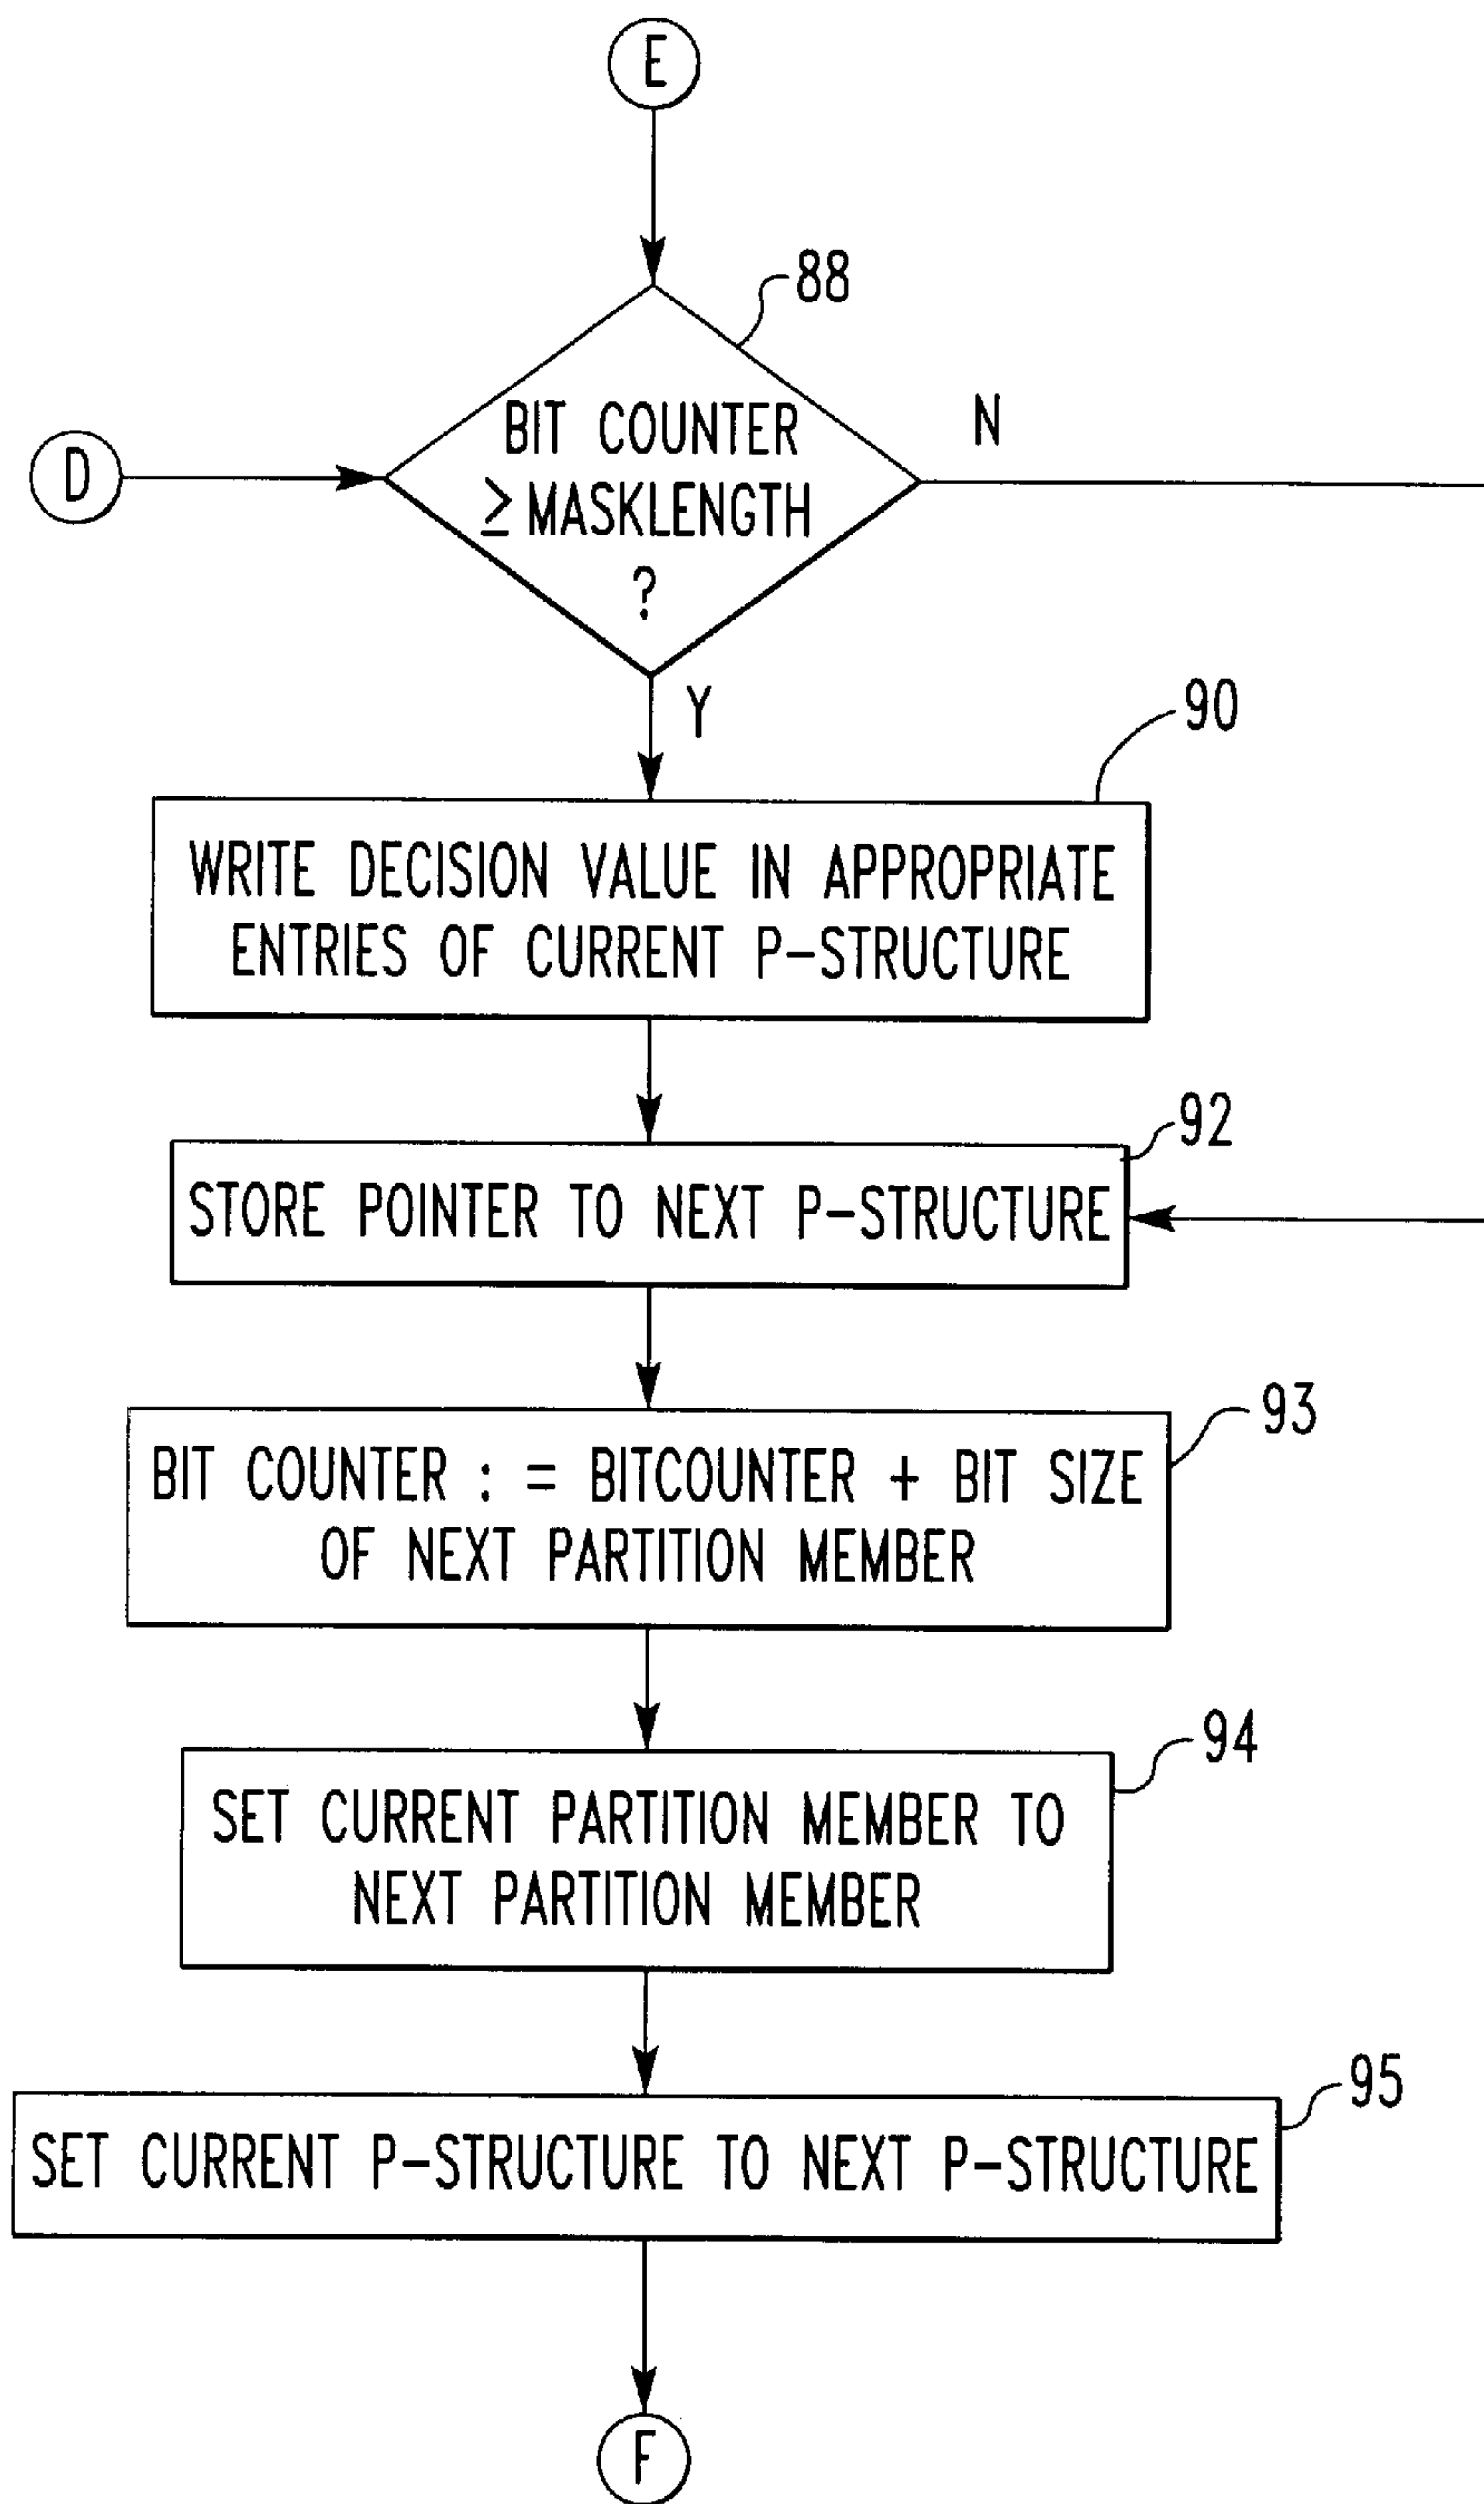 E
88
BIT COUNTER
≥ MASKLENGTH
?
N
D
Y
90
WRITE DECISION VALUE IN APPROPRIATE
ENTRIES OF CURRENT P-STRUCTURE
92
STORE POINTER TO NEXT P-STRUCTURE
93
BIT COUNTER : = BITCOUNTER + BIT SIZE
OF NEXT PARTITION MEMBER
94
SET CURRENT PARTITION MEMBER TO
NEXT PARTITION MEMBER
95
SET CURRENT P-STRUCTURE TO NEXT P-STRUCTURE
F